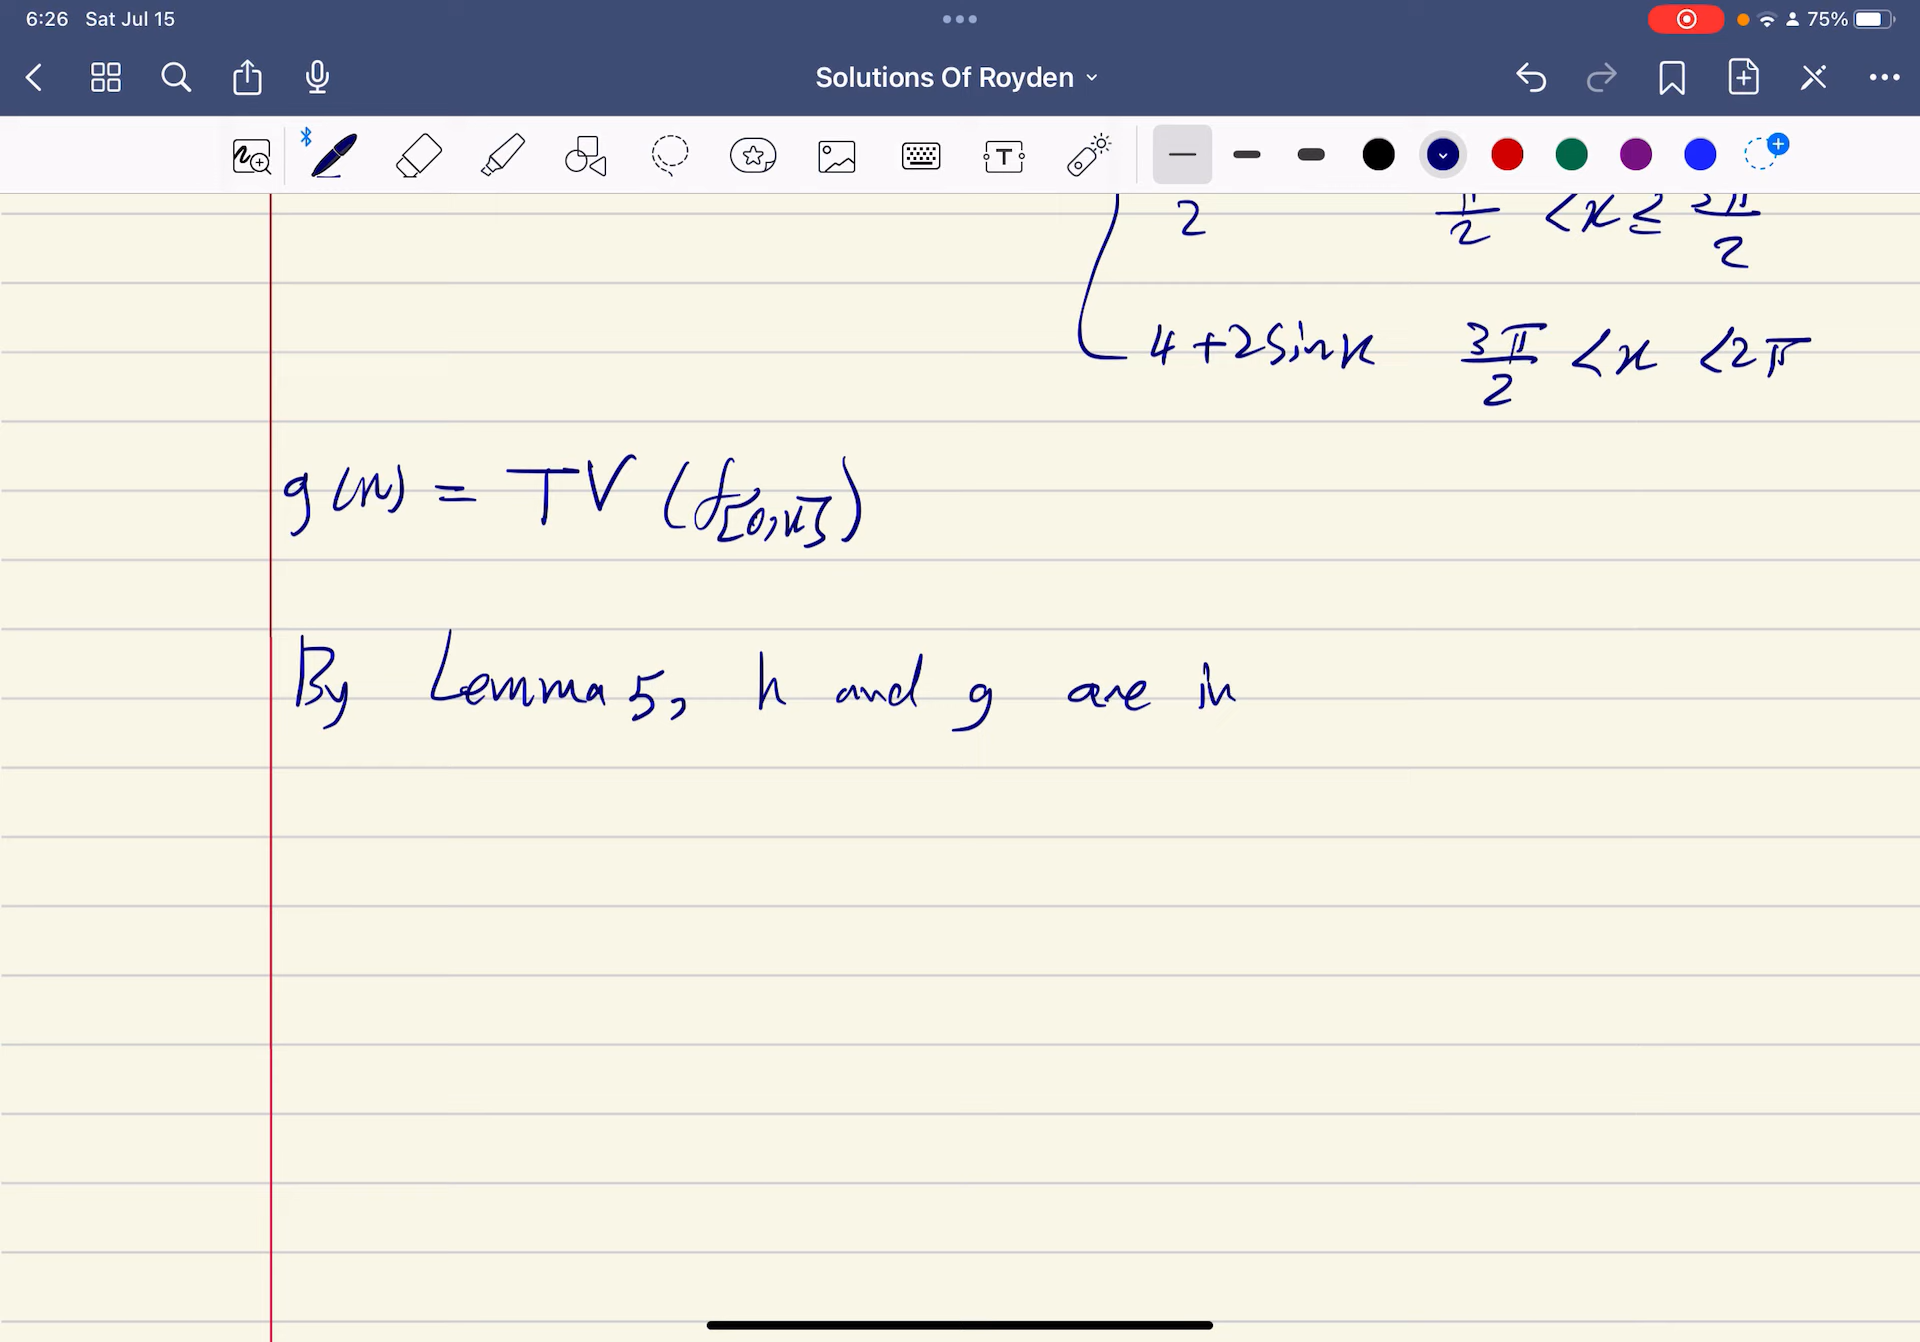 6:26 Sat Jul 15
75%
Solutions Of Royden
2 π/2 < x ≤ 3π/2
4 + 2 sin x 3π/2 < x < 2π
g(x) = TV (f[0,x])
By Lemma 5, h and g are in